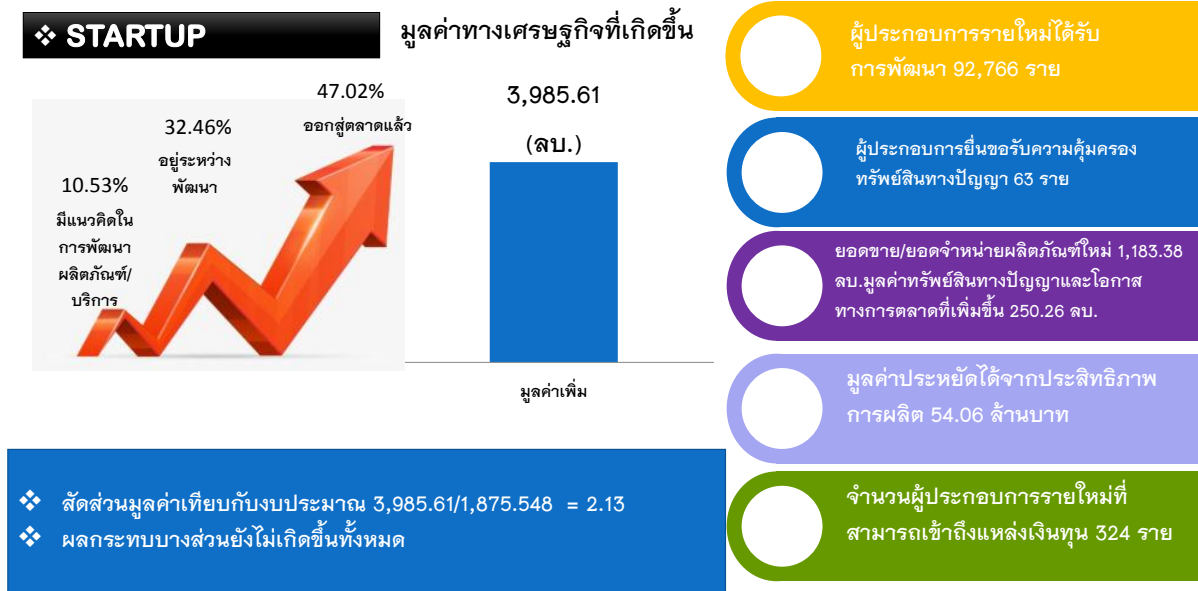 ❖ STARTUP
มูลค่าทางเศรษฐกิจที่เกิดขึ้น
47.02%
ออกสู่ตลาดแล้ว
32.46%
อยู่ระหว่าง
พัฒนา
10.53%
มีแนวคิดใน
การพัฒนา
ผลิตภัณฑ์/
บริการ
3,985.61
(ลบ.)
มูลค่าเพิ่ม
❖ สัดส่วนมูลค่าเทียบกับงบประมาณ 3,985.61/1,875.548 = 2.13
❖ ผลกระทบบางส่วนยังไม่เกิดขึ้นทั้งหมด
ผู้ประกอบการรายใหม่ได้รับ
การพัฒนา 92,766 ราย
ผู้ประกอบการยื่นขอรับความคุ้มครอง
ทรัพย์สินทางปัญญา 63 ราย
ยอดขาย/ยอดจำหน่ายผลิตภัณฑ์ใหม่ 1,183.38
ลบ.มูลค่าทรัพย์สินทางปัญญาและโอกาส
ทางการตลาดที่เพิ่มขึ้น 250.26 ลบ.
มูลค่าประหยัดได้จากประสิทธิภาพ
การผลิต 54.06 ล้านบาท
จำนวนผู้ประกอบการรายใหม่ที่
สามารถเข้าถึงแหล่งเงินทุน 324 ราย